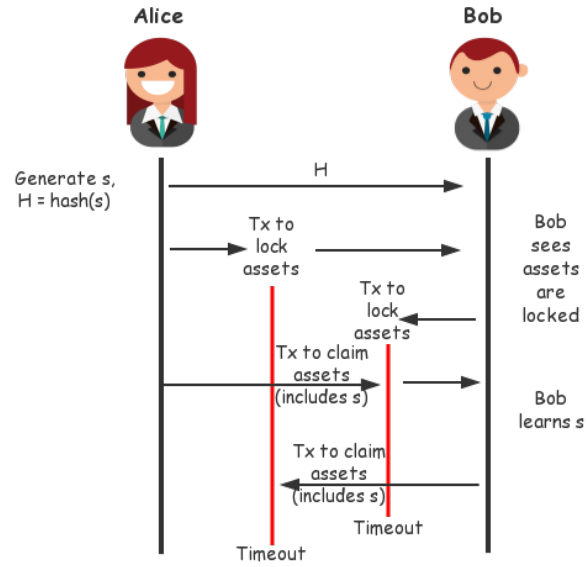 Alice
Bob
Generate s,
H = hash(s)
H
Tx to
lock
assets
Bob
sees
assets
are
locked
Tx to
lock
assets
Tx to claim
assets
(includes s)
Bob
learns s
Tx to claim
assets
(includes s)
Timeout
Timeout